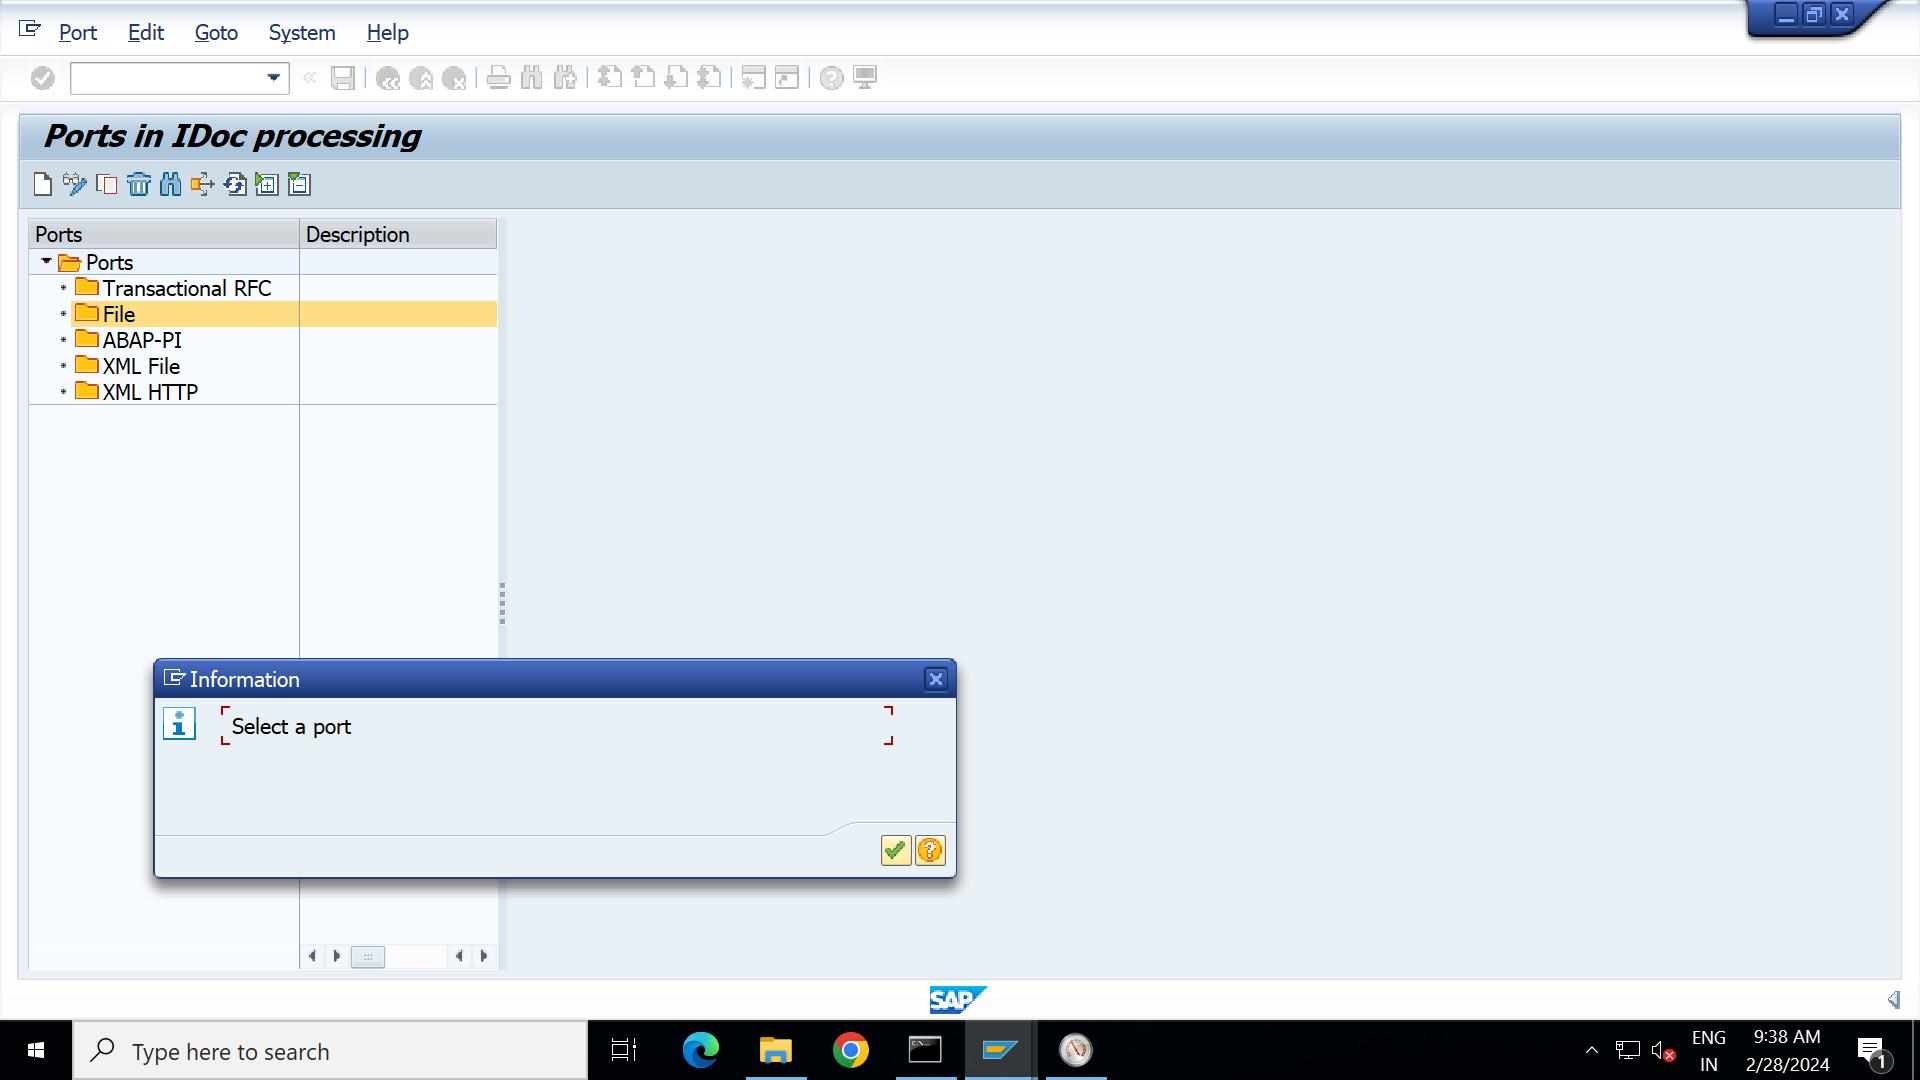 Port Edit Goto System Help
Ports in IDoc processing
Ports Description
Ports
Transactional RFC
File
ABAP-PI
XML File
XML HTTP
Information
Select a port
SAP
Type here to search
ENG
IN
9:38 AM
2/28/2024
1